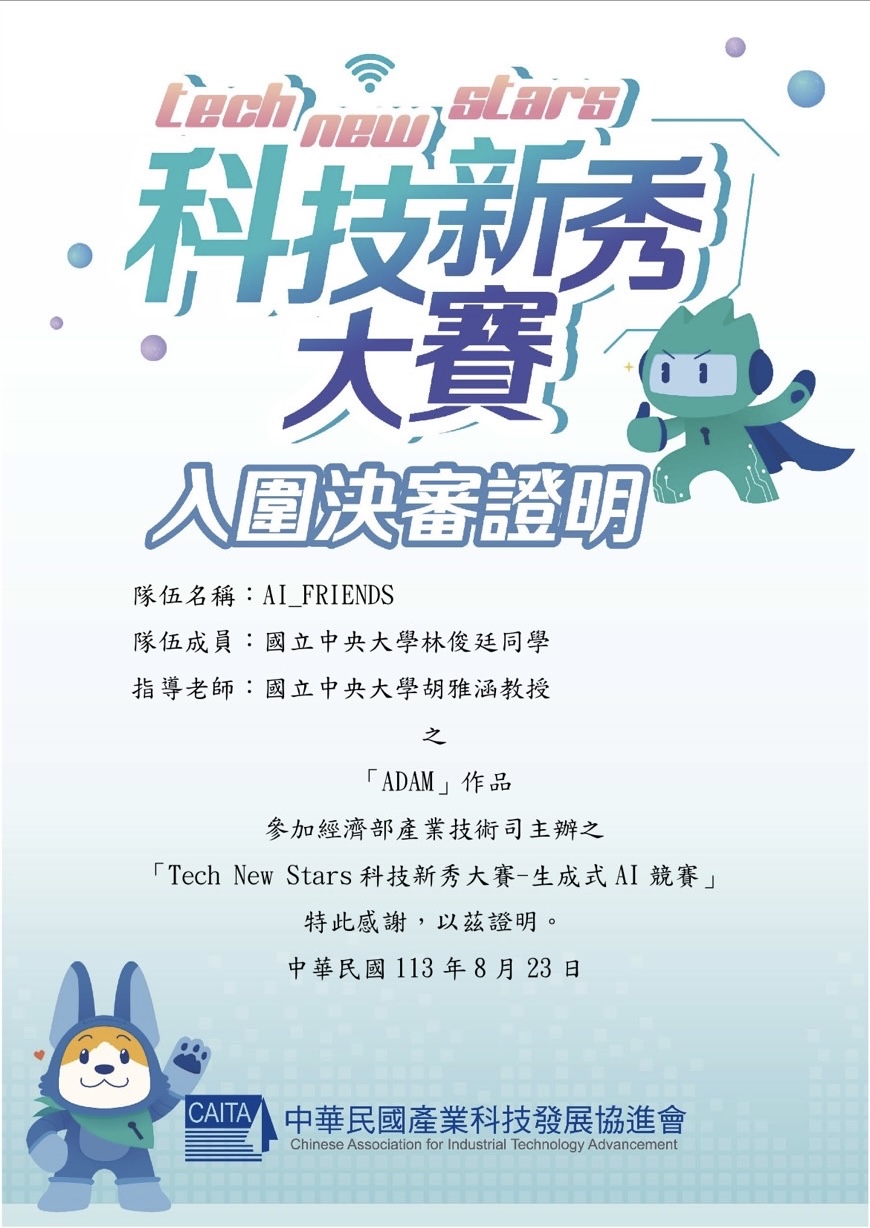 tech new stars
科技新秀
大賽
入圍決審證明
隊伍名稱：AI_FRIENDS
隊伍成員：國立中央大學林俊廷同學
指導老師：國立中央大學胡雅涵教授
之
「ADAM」作品
參加經濟部產業技術司主辦之
「Tech New Stars科技新秀大賽-生成式AI競賽」
特此感謝，以茲證明。
中華民國113年8月23日
CAITA
中華民國產業科技發展協進會
Chinese Association for Industrial Technology Advancement